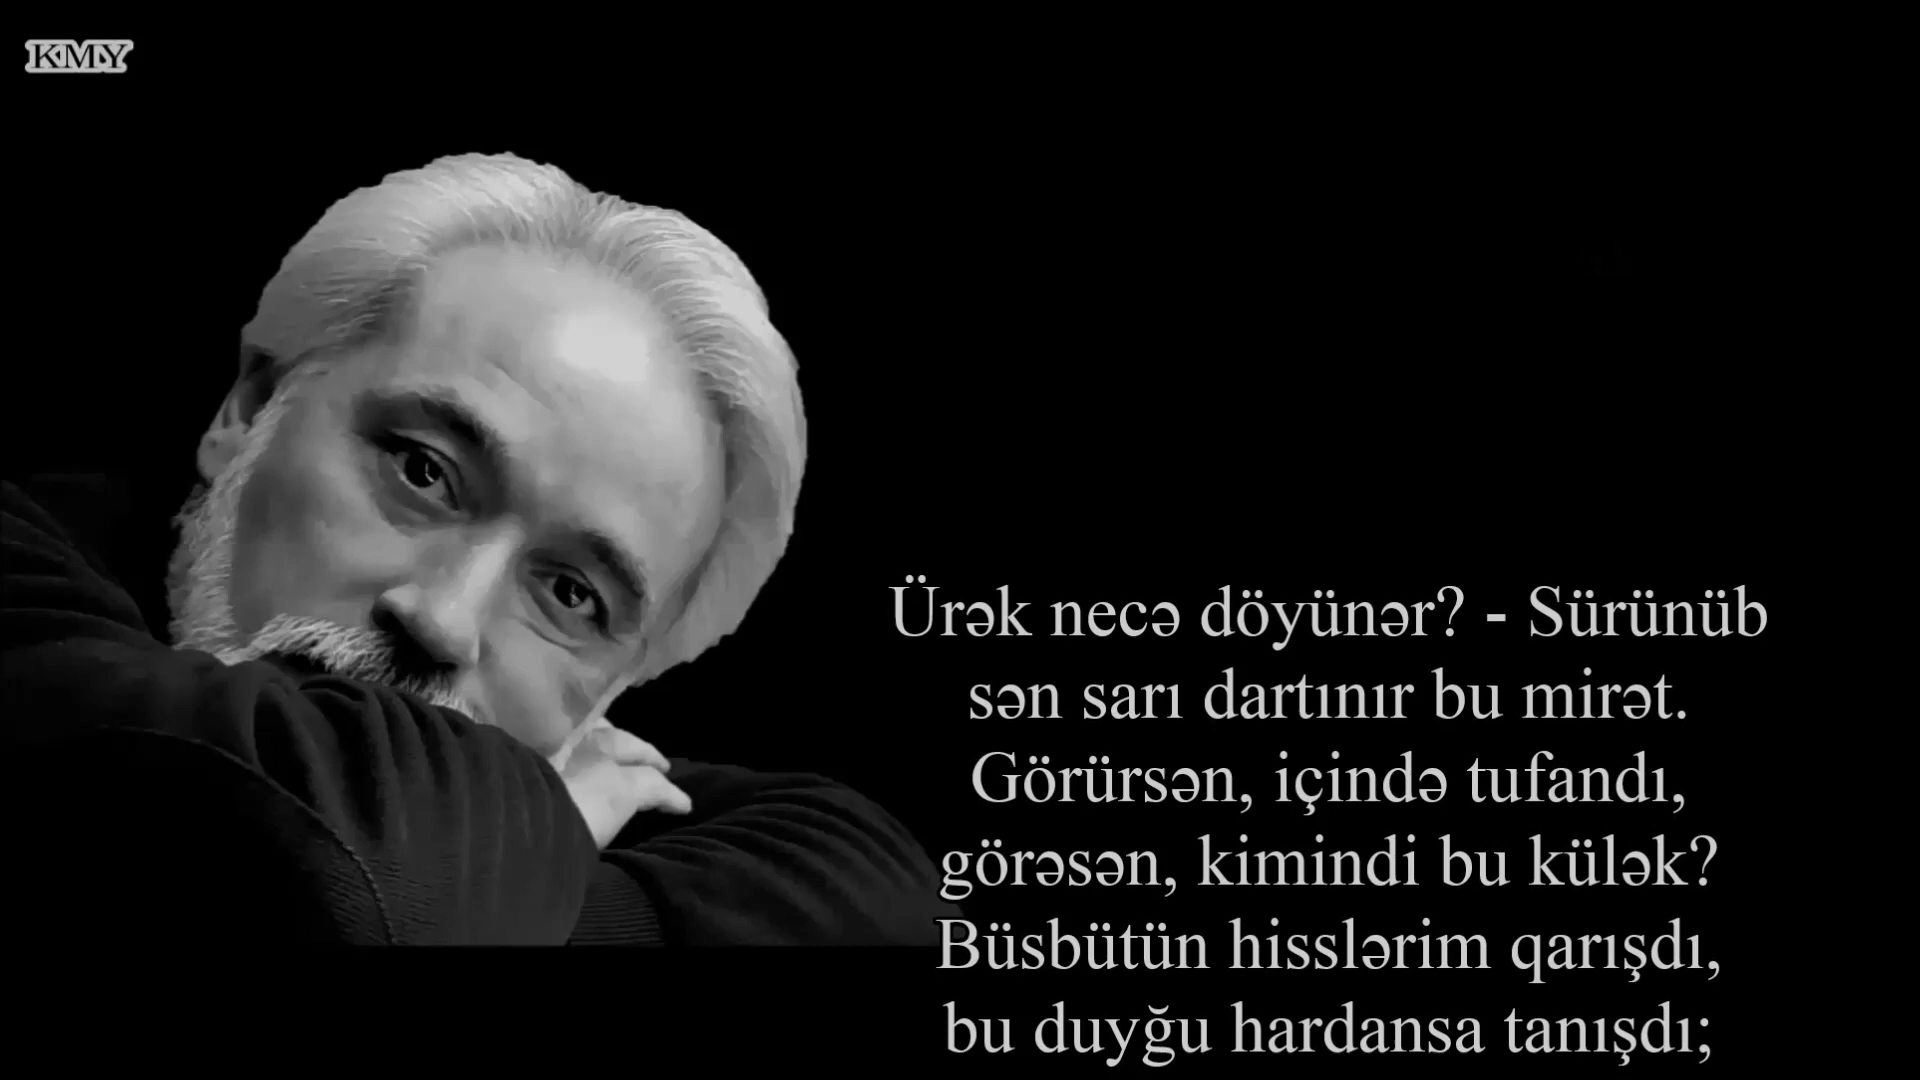 KMY
Ürək necə döyünər? - Sürünüb
sən sarı dartınır bu mirət.
Görürsən, içində tufandı,
görəsən, kimindi bu külək?
Büsbütün hisslərim qarışdı,
bu duyğu hardansa tanışdı;